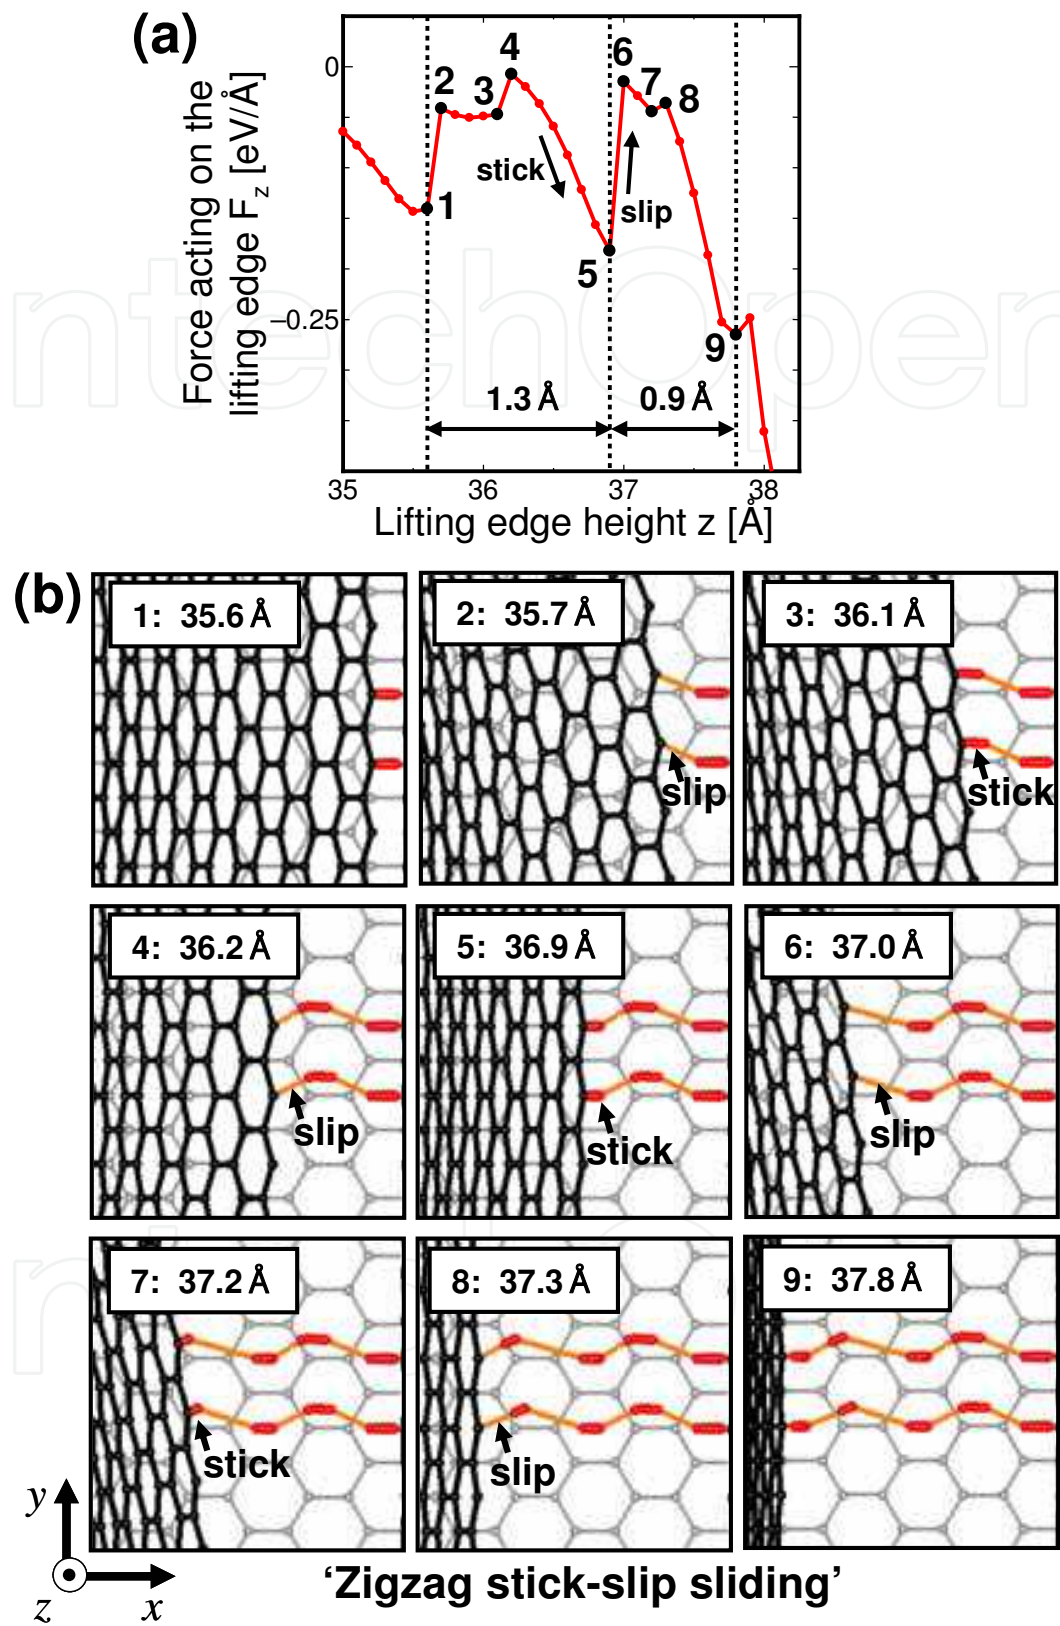 (a)
Force acting on the
lifting edge F_z [eV/Å]
0
−0.25
1
2
3
4
5
6
7
8
9
stick
slip
1.3 Å
0.9 Å
35
36
37
38
Lifting edge height z [Å]
(b)
1: 35.6 Å
2: 35.7 Å
slip
3: 36.1 Å
stick
4: 36.2 Å
slip
5: 36.9 Å
stick
6: 37.0 Å
slip
7: 37.2 Å
stick
8: 37.3 Å
slip
9: 37.8 Å
y
z
x
‘Zigzag stick-slip sliding’